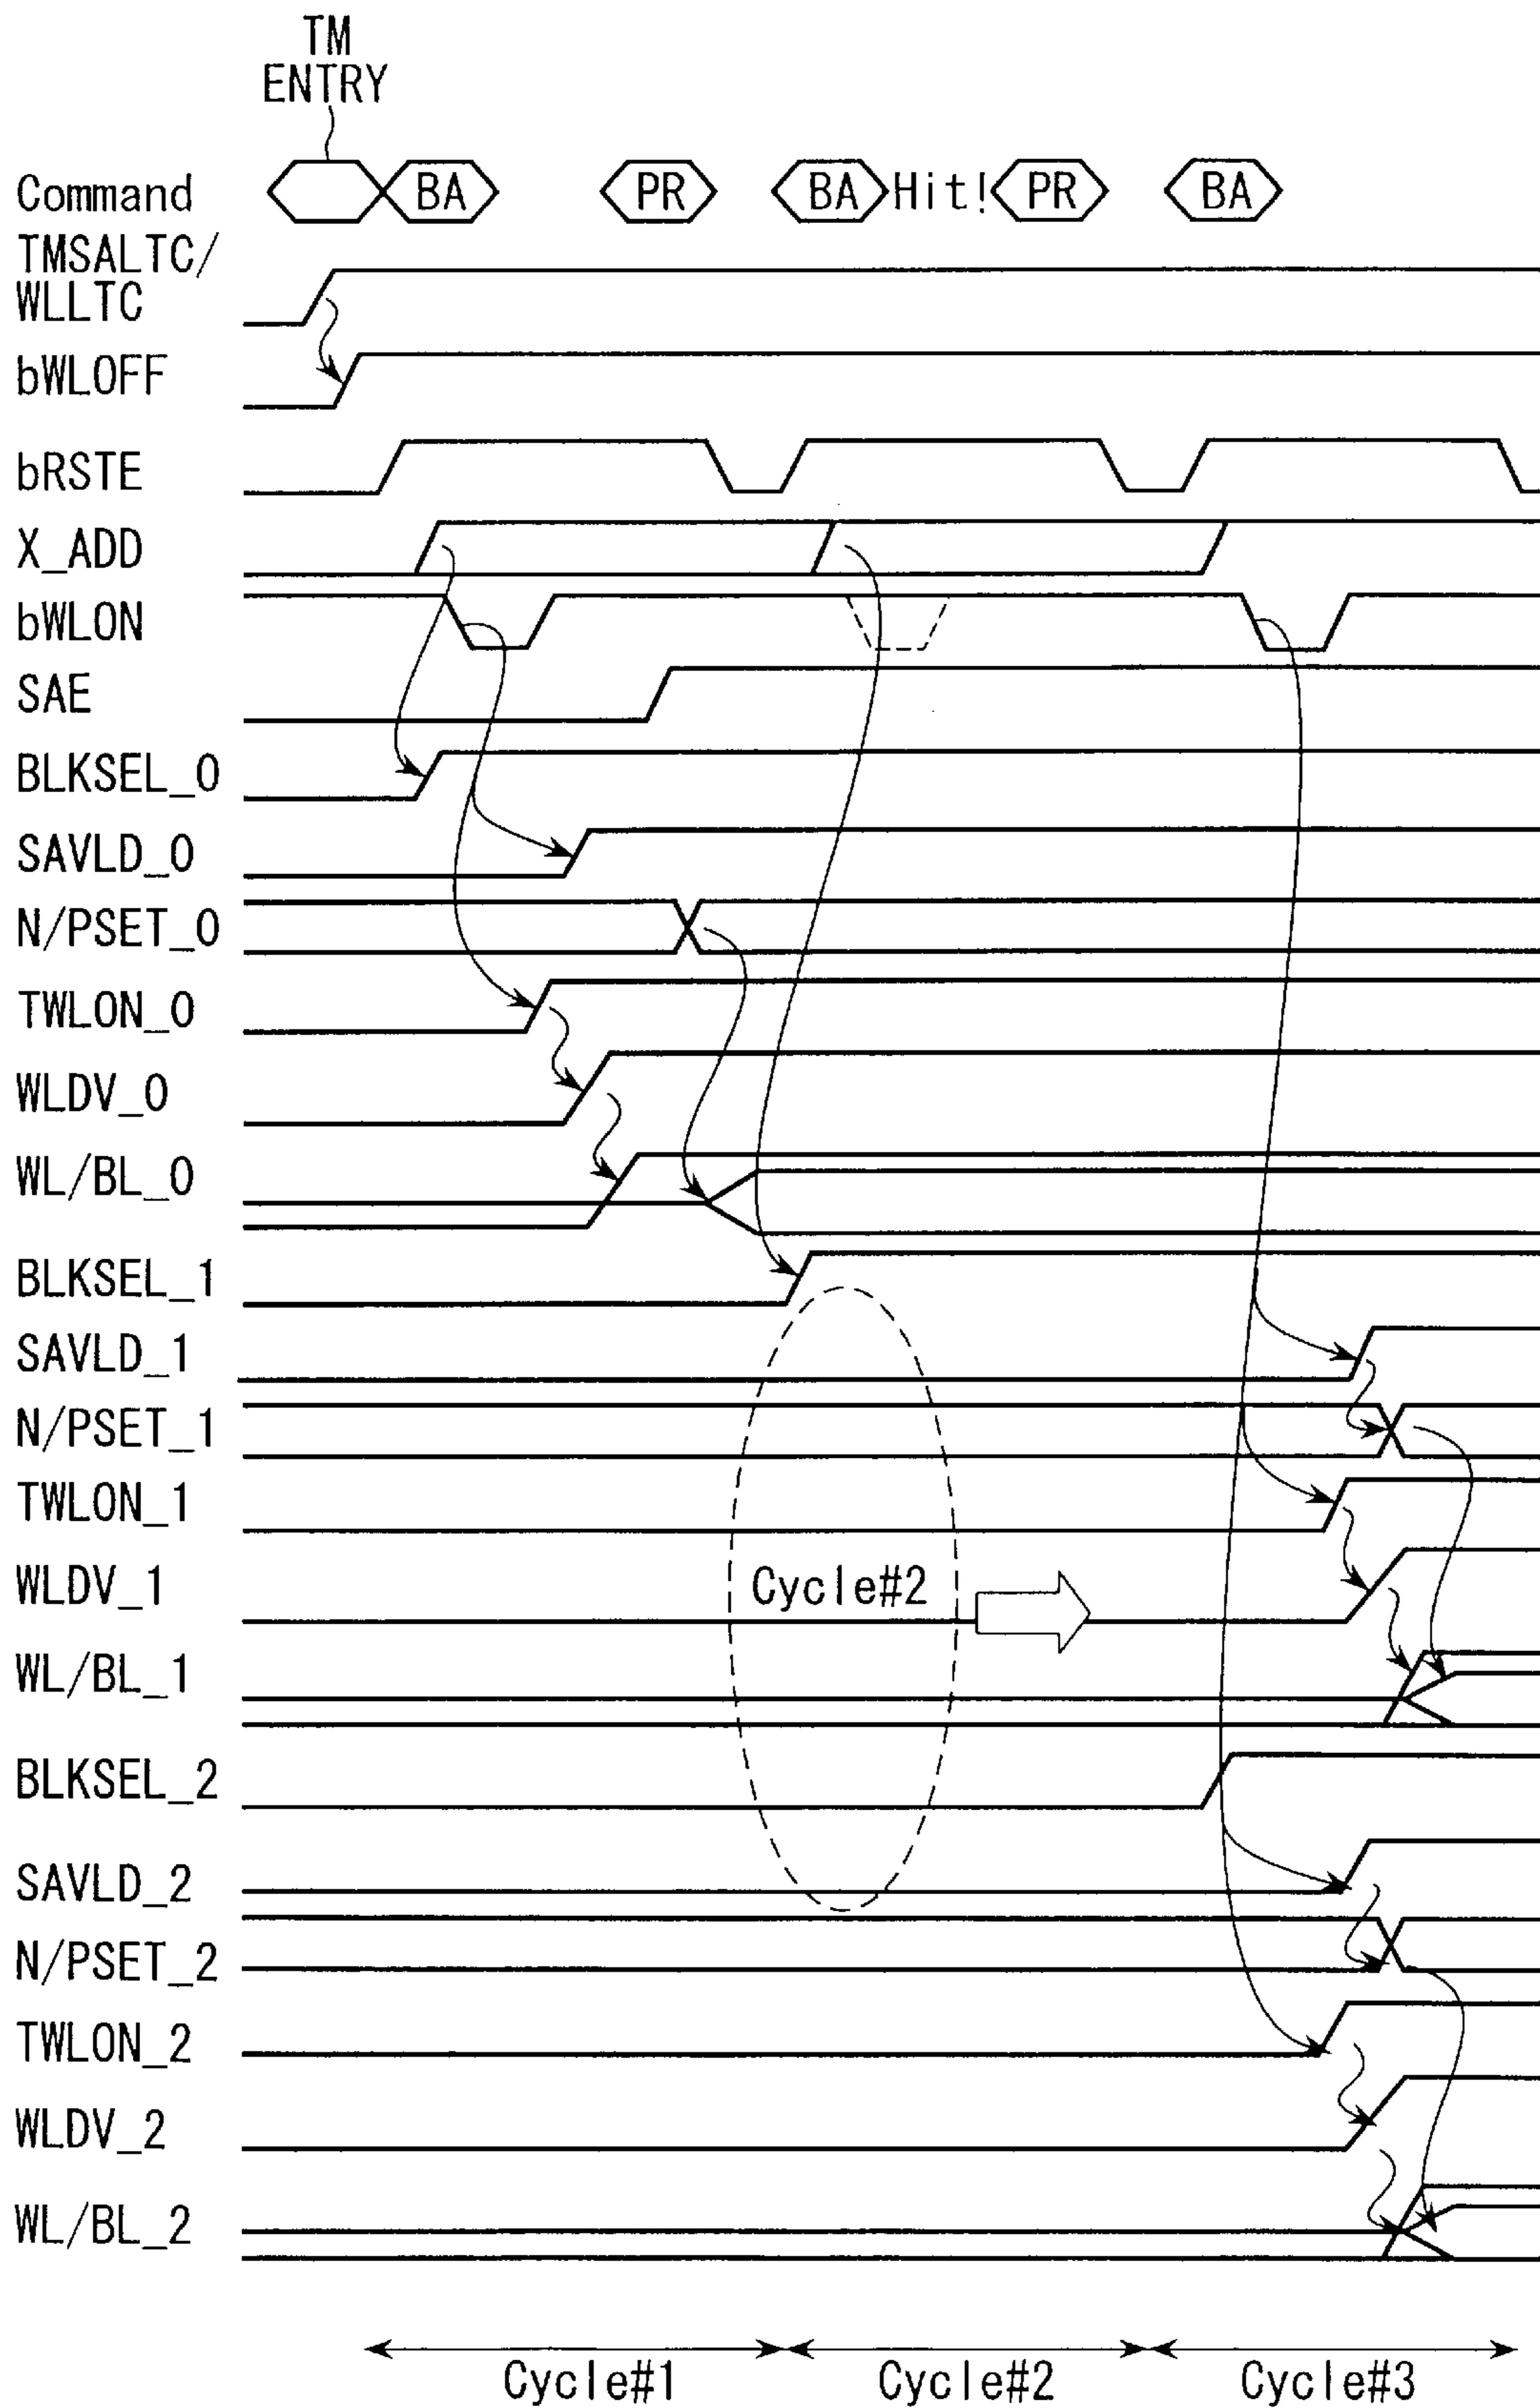 TM
ENTRY
Command BA PR BA Hit! PR BA
TMSALTC/
WLLTC
bWLOFF
bRSTE
X_ADD
bWLON
SAE
BLKSEL_0
SAVLD_0
N/PSET_0
TWLON_0
WLDV_0
WL/BL_0
BLKSEL_1
SAVLD_1
N/PSET_1
TWLON_1
WLDV_1 Cycle#2
WL/BL_1
BLKSEL_2
SAVLD_2
N/PSET_2
TWLON_2
WLDV_2
WL/BL_2
Cycle#1 Cycle#2 Cycle#3